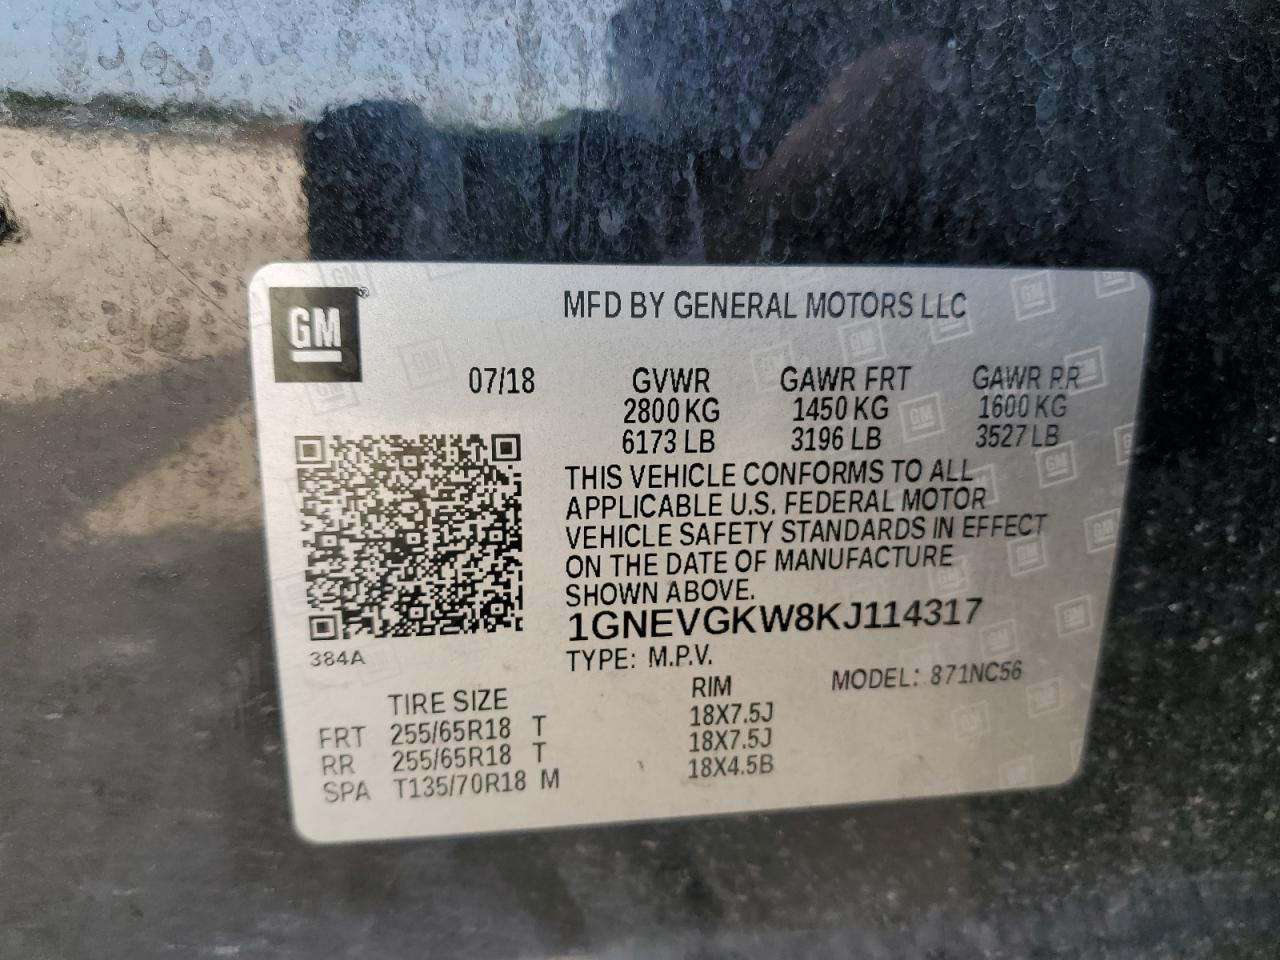 GM ®
MFD BY GENERAL MOTORS LLC
07/18 GVWR GAWR FRT GAWR RR
2800 KG 1450 KG 1600 KG
6173 LB 3196 LB 3527 LB
THIS VEHICLE CONFORMS TO ALL
APPLICABLE U.S. FEDERAL MOTOR
VEHICLE SAFETY STANDARDS IN EFFECT
ON THE DATE OF MANUFACTURE
SHOWN ABOVE.
1GNEVGKW8KJ114317
384A
TYPE: M.P.V. MODEL: 871NC56
TIRE SIZE RIM
FRT 255/65R18 T 18X7.5J
RR 255/65R18 T 18X7.5J
SPA T135/70R18 M 18X4.5B